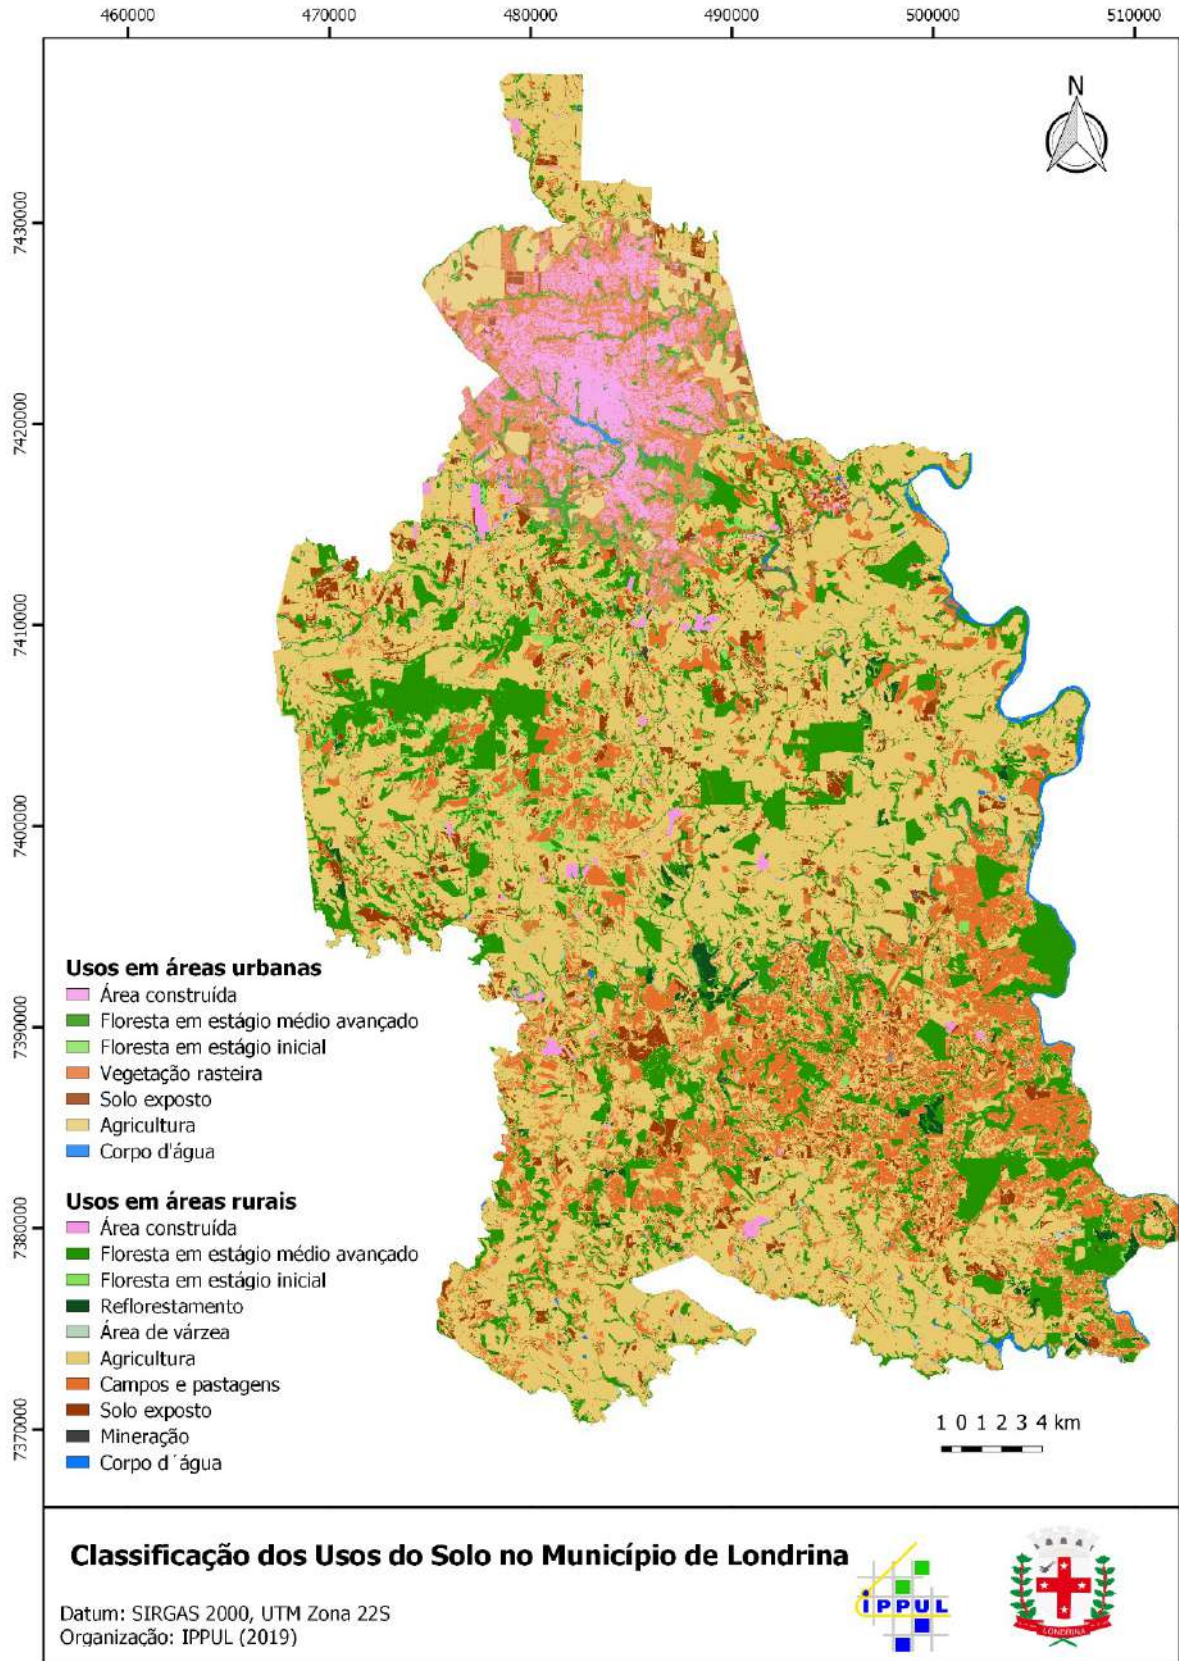 460000 470000 480000 490000 500000 510000
N
7430000
7420000
7410000
7400000
7390000
7380000
7370000
Usos em áreas urbanas
Área construída
Floresta em estágio médio avançado
Floresta em estágio inicial
Vegetação rasteira
Solo exposto
Agricultura
Corpo d'água
Usos em áreas rurais
Área construída
Floresta em estágio médio avançado
Floresta em estágio inicial
Reflorestamento
Área de várzea
Agricultura
Campos e pastagens
Solo exposto
Mineração
Corpo d´água
1 0 1 2 3 4 km
Classificação dos Usos do Solo no Município de Londrina
Datum: SIRGAS 2000, UTM Zona 22S
Organização: IPPUL (2019)
IPPUL
LONDRINA